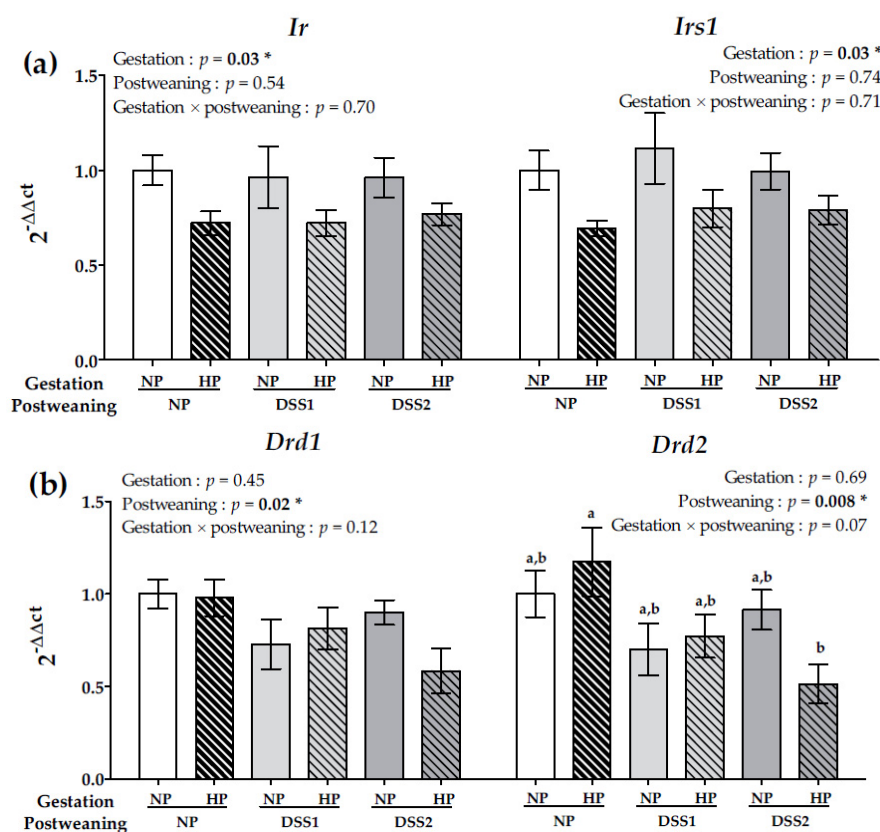 Ir
Irs1
(a)
Gestation : p = 0.03 *
Postweaning : p = 0.54
Gestation × postweaning : p = 0.70
Gestation : p = 0.03 *
Postweaning : p = 0.74
Gestation × postweaning : p = 0.71
1.5
1.0
0.5
0.0
2^-ΔΔct
Gestation NP HP NP HP NP HP NP HP NP HP NP HP
Postweaning NP DSS1 DSS2 NP DSS1 DSS2
Drd1
Drd2
(b)
Gestation : p = 0.45
Postweaning : p = 0.02 *
Gestation × postweaning : p = 0.12
Gestation : p = 0.69
Postweaning : p = 0.008 *
Gestation × postweaning : p = 0.07
1.5
1.0
0.5
0.0
2^-ΔΔct
a,b a a,b a,b a,b b
Gestation NP HP NP HP NP HP NP HP NP HP NP HP
Postweaning NP DSS1 DSS2 NP DSS1 DSS2